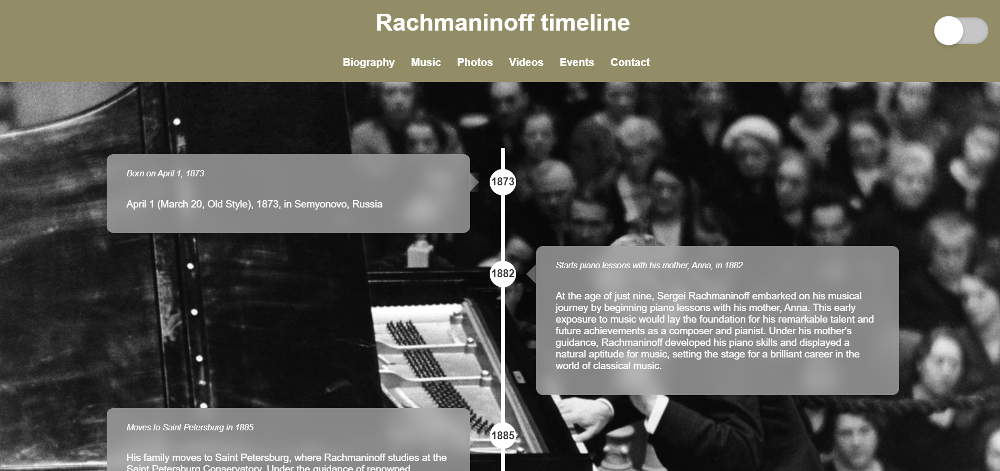 Rachmaninoff timeline
Biography Music Photos Videos Events Contact
Born on April 1, 1873
April 1 (March 20, Old Style), 1873, in Semyonovo, Russia
1873
1882
Starts piano lessons with his mother, Anna, in 1882
At the age of just nine, Sergei Rachmaninoff embarked on his musical
journey by beginning piano lessons with his mother, Anna. This early
exposure to music would lay the foundation for his remarkable talent and
future achievements as a composer and pianist. Under his mother's
guidance, Rachmaninoff developed his piano skills and displayed a
natural aptitude for music, setting the stage for a brilliant career in the
world of classical music.
Moves to Saint Petersburg in 1885
1885
His family moves to Saint Petersburg, where Rachmaninoff studies at the
Saint Petersburg Conservatory. Under the guidance of renowned